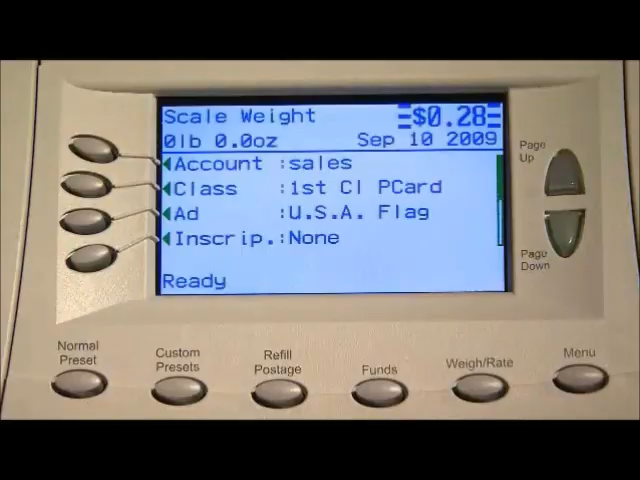 Scale Weight $0.28
0lb 0.0oz Sep 10 2009
Account :sales
Class :1st Cl PCard
Ad :U.S.A. Flag
Inscrip.:None
Ready
Page Up
Page Down
Normal Preset
Custom Presets
Refill Postage
Funds
Weigh/Rate
Menu